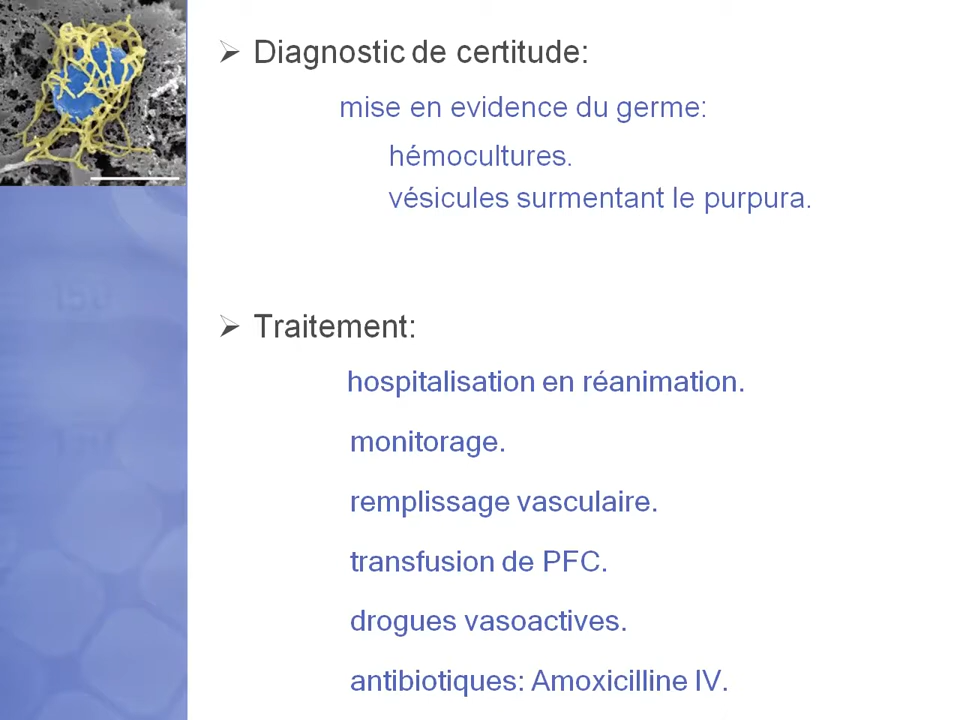 Diagnostic de certitude:
mise en evidence du germe:
hémocultures.
vésicules surmentant le purpura.
Traitement:
hospitalisation en réanimation.
monitorage.
remplissage vasculaire.
transfusion de PFC.
drogues vasoactives.
antibiotiques: Amoxicilline IV.